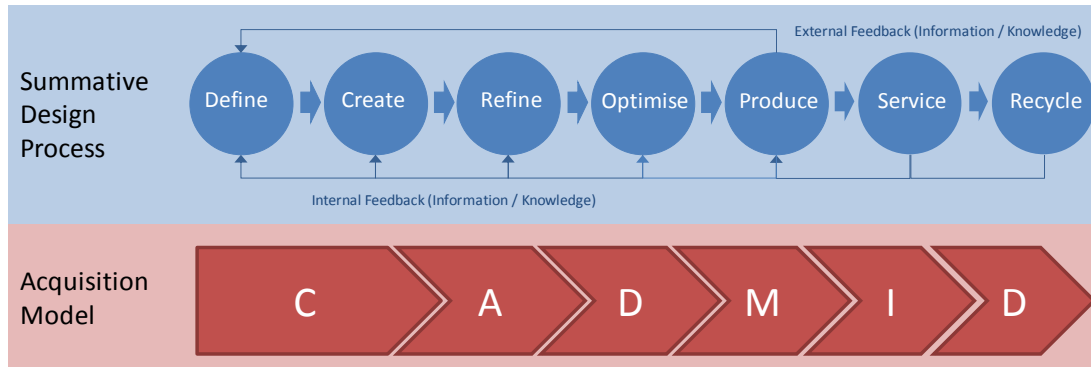 External Feedback (Information / Knowledge)
Summative
Design
Process
Define
Create
Refine
Optimise
Produce
Service
Recycle
Internal Feedback (Information / Knowledge)
Acquisition
Model
C
A
D
M
I
D